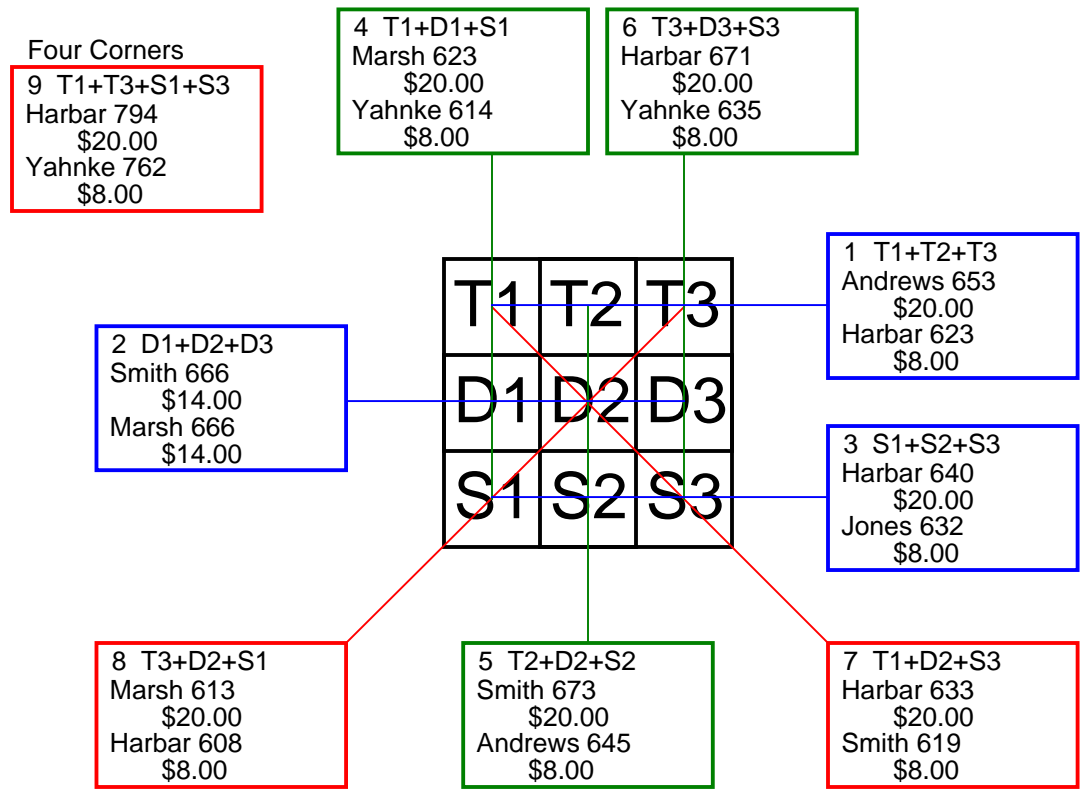 Four Corners
9 T1+T3+S1+S3
Harbar 794
$20.00
Yahnke 762
$8.00
4 T1+D1+S1
Marsh 623
$20.00
Yahnke 614
$8.00
6 T3+D3+S3
Harbar 671
$20.00
Yahnke 635
$8.00
1 T1+T2+T3
Andrews 653
$20.00
Harbar 623
$8.00
2 D1+D2+D3
Smith 666
$14.00
Marsh 666
$14.00
T1 T2 T3
D1 D2 D3
S1 S2 S3
3 S1+S2+S3
Harbar 640
$20.00
Jones 632
$8.00
8 T3+D2+S1
Marsh 613
$20.00
Harbar 608
$8.00
5 T2+D2+S2
Smith 673
$20.00
Andrews 645
$8.00
7 T1+D2+S3
Harbar 633
$20.00
Smith 619
$8.00